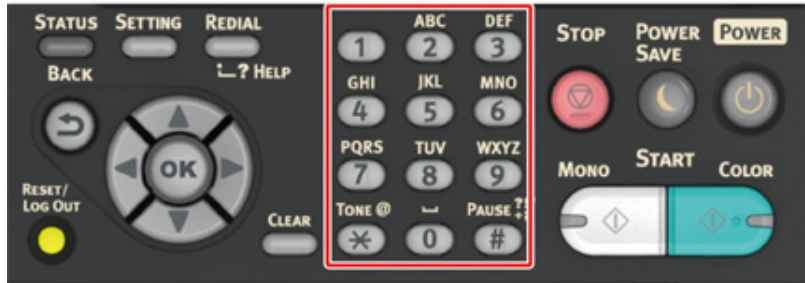 STATUS SETTING REDIAL
? HELP
BACK
OK
RESET/
LOG OUT
CLEAR
ABC DEF
1 2 3
GHI JKL MNO
4 5 6
PQRS TUV WXYZ
7 8 9
TONE @ ⎵ PAUSE
✳ 0 #
STOP POWER SAVE POWER
MONO START COLOR